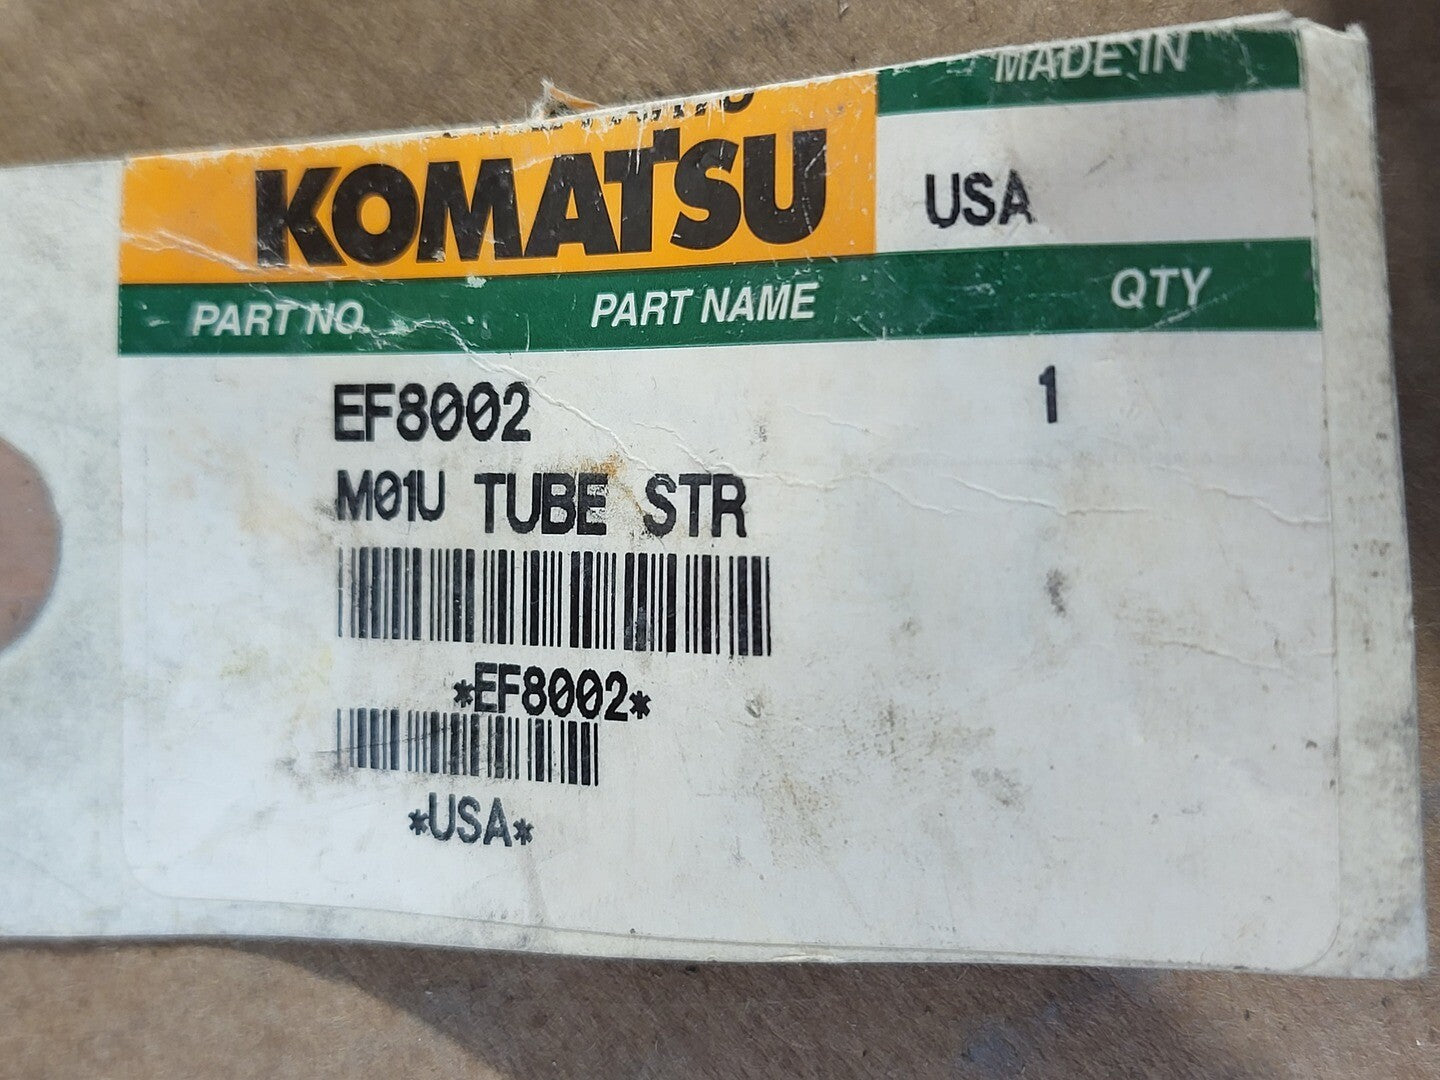 MADE IN
KOMATSU
USA
PART NO. PART NAME QTY
EF8002 1
M01U TUBE STR
*EF8002*
*USA*